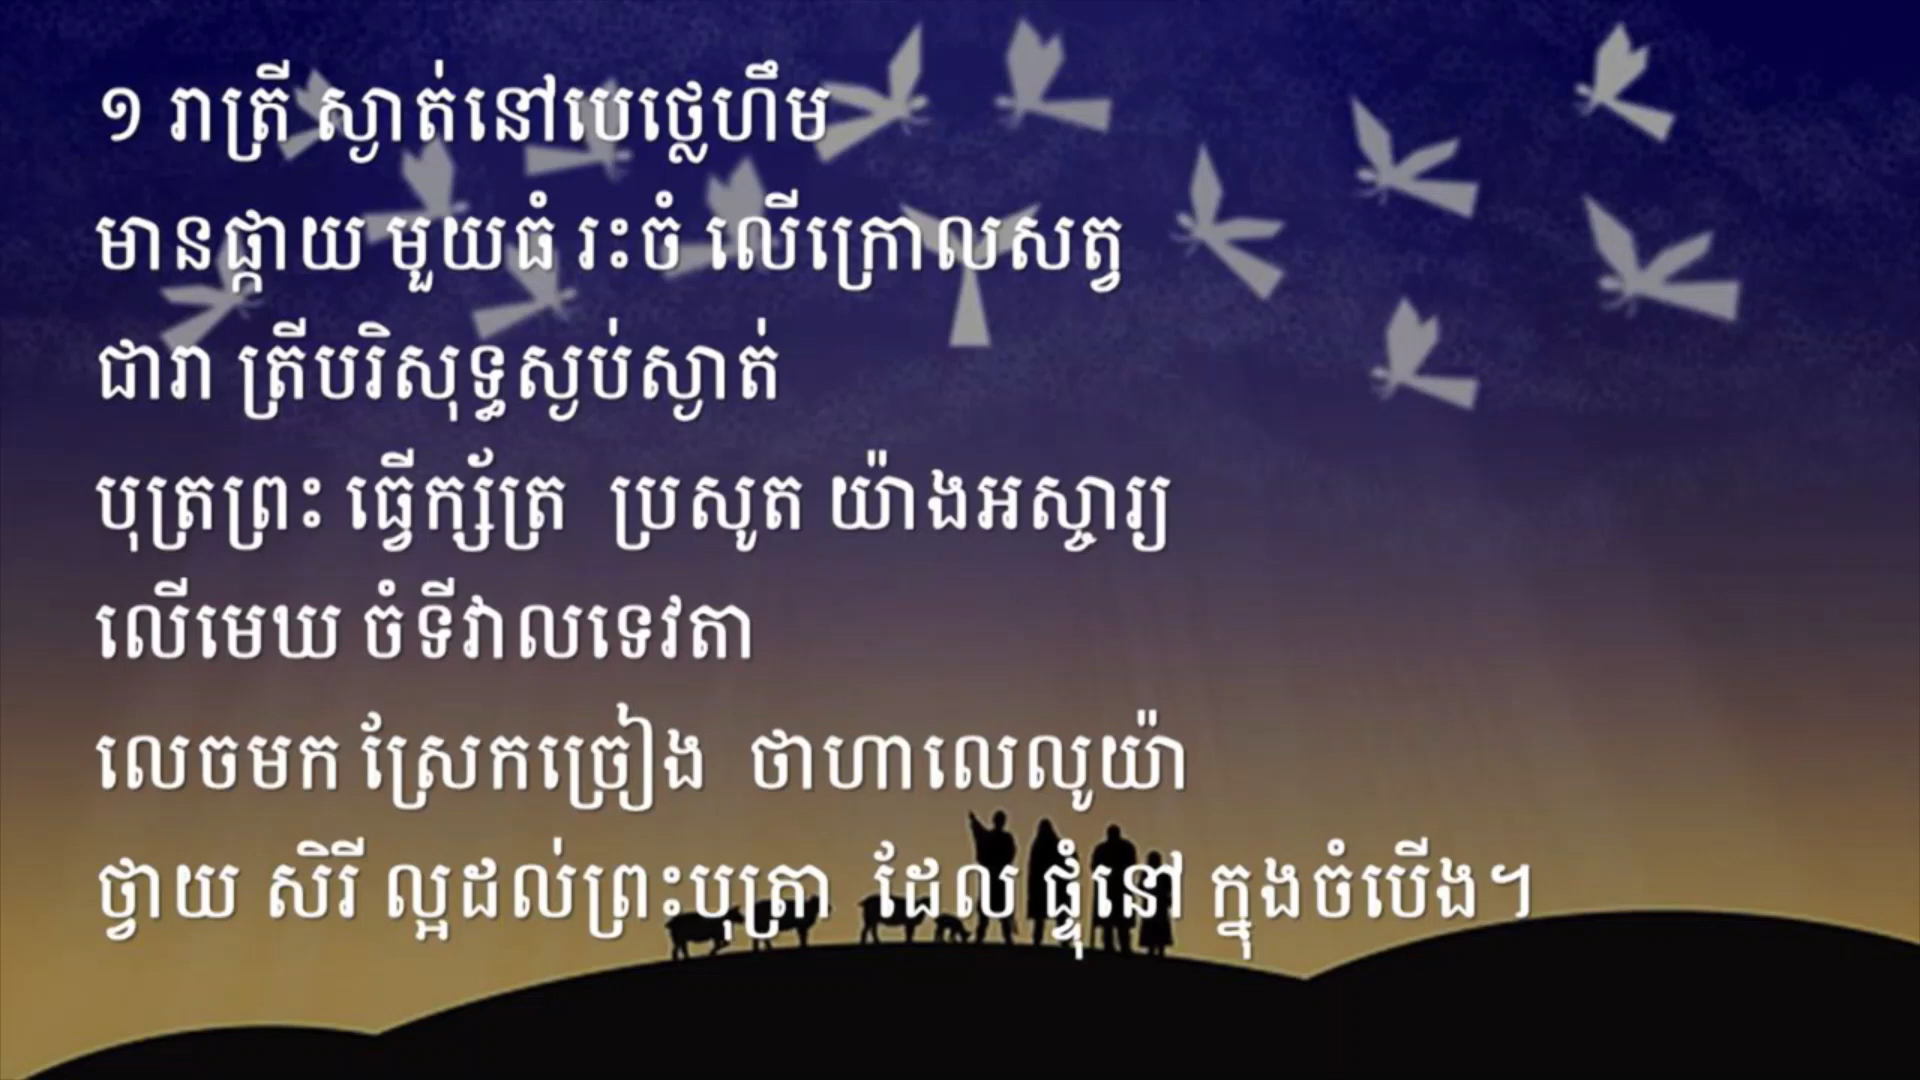 ១ រាត្រី ស្ងាត់នៅបេថ្លេហឹម
មានផ្កាយ មួយធំ រះចំ លើក្រោលសត្វ
ជារា ត្រីបរិសុទ្ធស្ងប់ស្ងាត់
បុត្រព្រះ ធ្វើក្ស័ត្រ  ប្រសូត យ៉ាងអស្ចារ្យ
លើមេឃ ចំទីវាលទេវតា
លេចមក ស្រែកច្រៀង  ថាហាលេលូយ៉ា
ថ្វាយ សិរី ល្អដល់ព្រះបុត្រា  ដែល ផ្ទុំនៅ ក្នុងចំបើង។